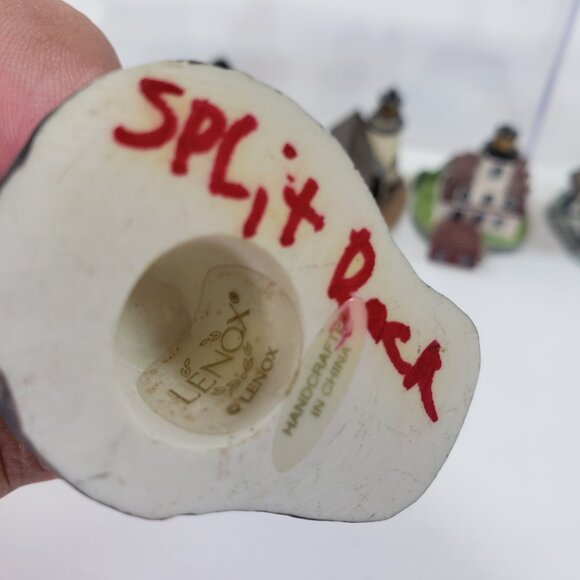 SPLit Rock
LENOX®
© LENOX
HANDCRAFTED
IN CHINA